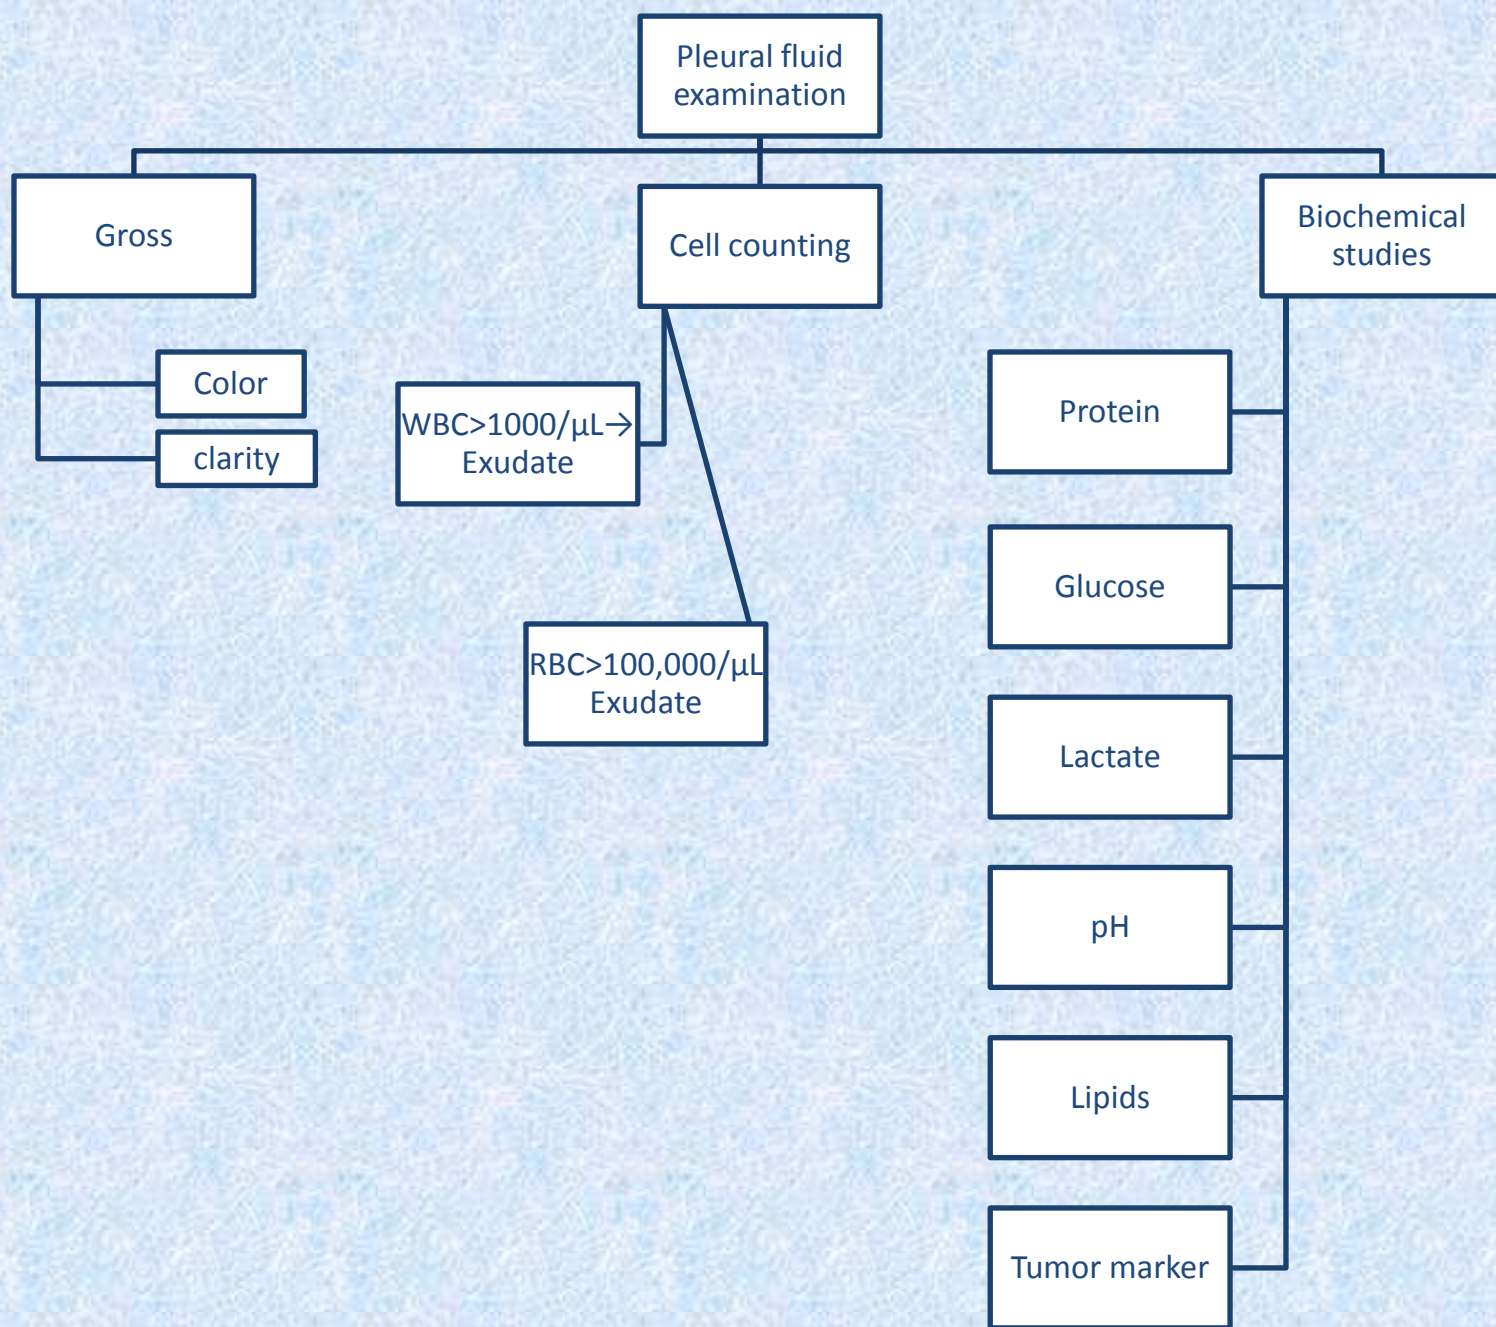 Pleural fluid
examination
Gross
Color
clarity
Cell counting
WBC>1000/µL→
Exudate
RBC>100,000/µL
Exudate
Biochemical
studies
Protein
Glucose
Lactate
pH
Lipids
Tumor marker